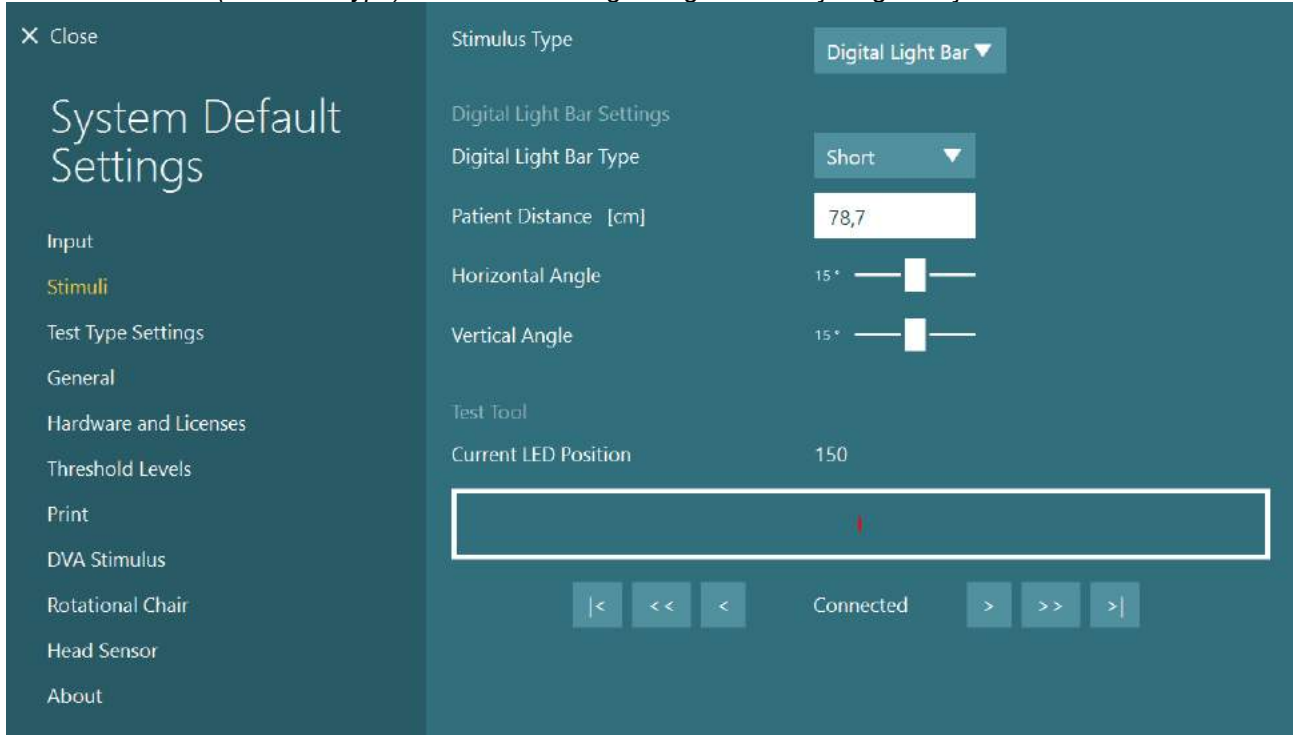 × Close
System Default
Settings
Input
Stimuli
Test Type Settings
General
Hardware and Licenses
Threshold Levels
Print
DVA Stimulus
Rotational Chair
Head Sensor
About
Stimulus Type Digital Light Bar ▼
Digital Light Bar Settings
Digital Light Bar Type Short ▼
Patient Distance [cm] 78,7
Horizontal Angle 15°
Vertical Angle 15°
Test Tool
Current LED Position 150
|< << < Connected > >> >|